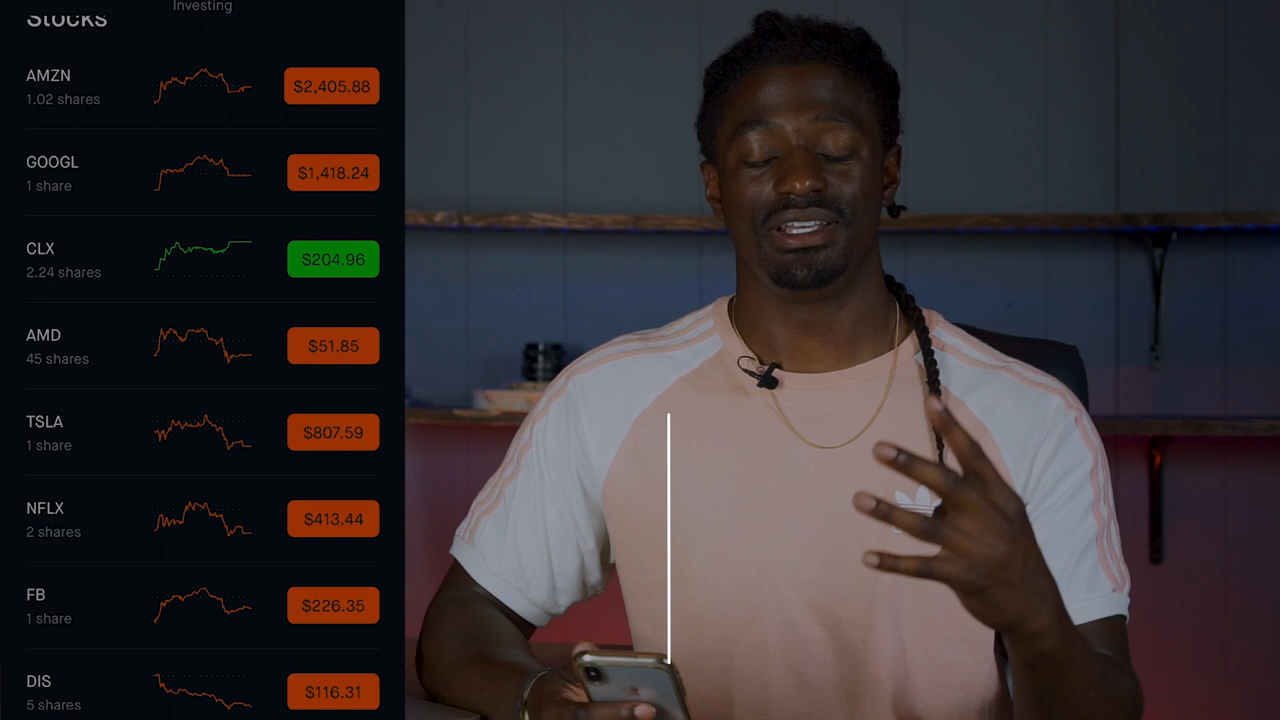 Investing
Stocks
AMZN
1.02 shares
$2,405.88
GOOGL
1 share
$1,418.24
CLX
2.24 shares
$204.96
AMD
45 shares
$51.85
TSLA
1 share
$807.59
NFLX
2 shares
$413.44
FB
1 share
$226.35
DIS
5 shares
$116.31